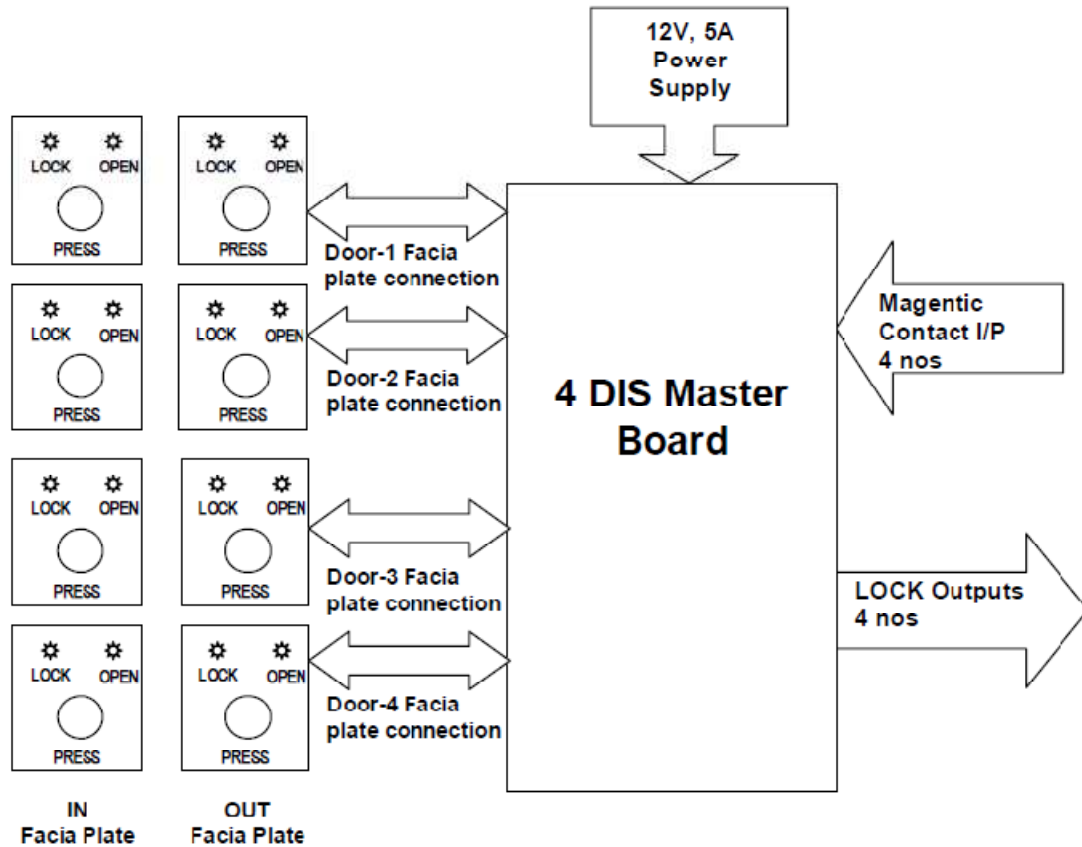 12V, 5A
Power
Supply
LOCK OPEN
PRESS
LOCK OPEN
PRESS
Door-1 Facia
plate connection
LOCK OPEN
PRESS
LOCK OPEN
PRESS
Door-2 Facia
plate connection
LOCK OPEN
PRESS
LOCK OPEN
PRESS
Door-3 Facia
plate connection
LOCK OPEN
PRESS
LOCK OPEN
PRESS
Door-4 Facia
plate connection
IN
Facia Plate
OUT
Facia Plate
4 DIS Master
Board
Magentic
Contact I/P
4 nos
LOCK Outputs
4 nos